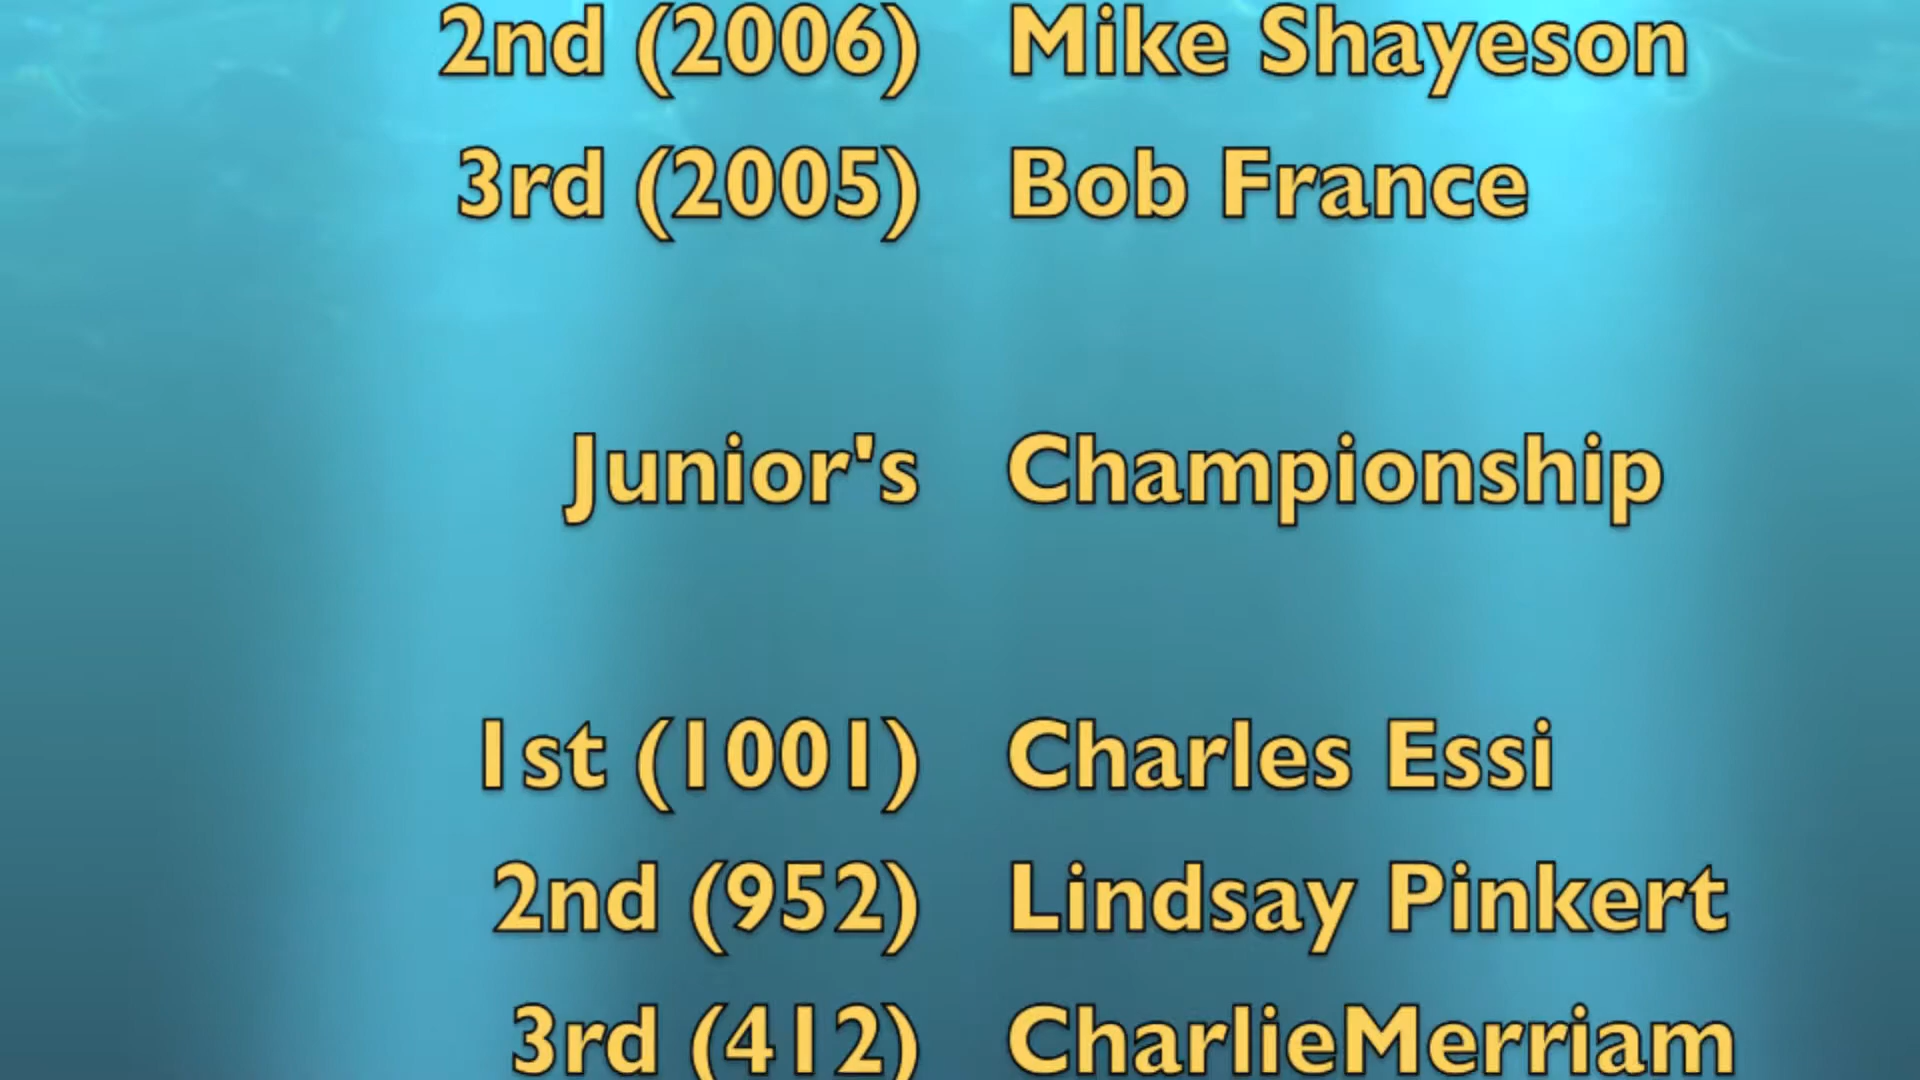 2nd (2006) Mike Shayeson
3rd (2005) Bob France
Junior's Championship
1st (1001) Charles Essi
2nd (952) Lindsay Pinkert
3rd (412) CharlieMerriam